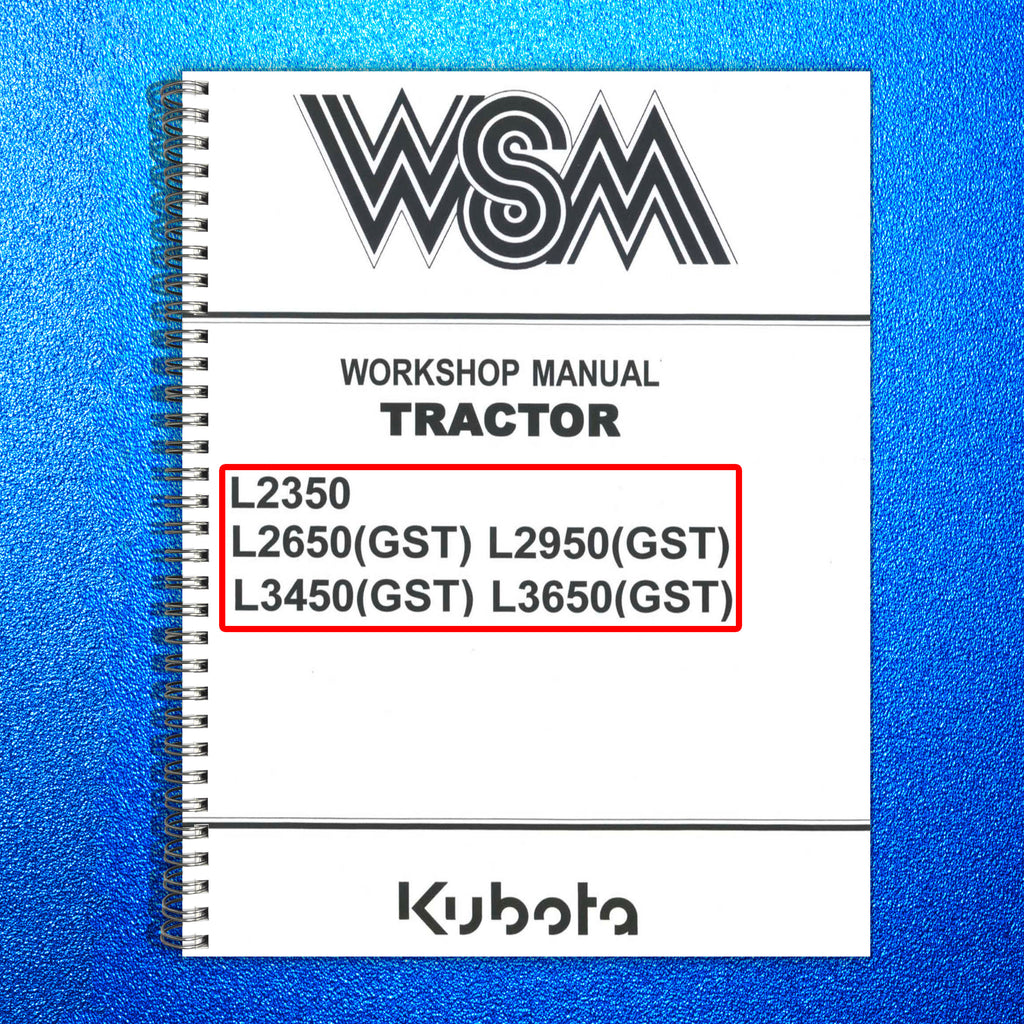 WSM
WORKSHOP MANUAL
TRACTOR
L2350
L2650(GST) L2950(GST)
L3450(GST) L3650(GST)
Kubota